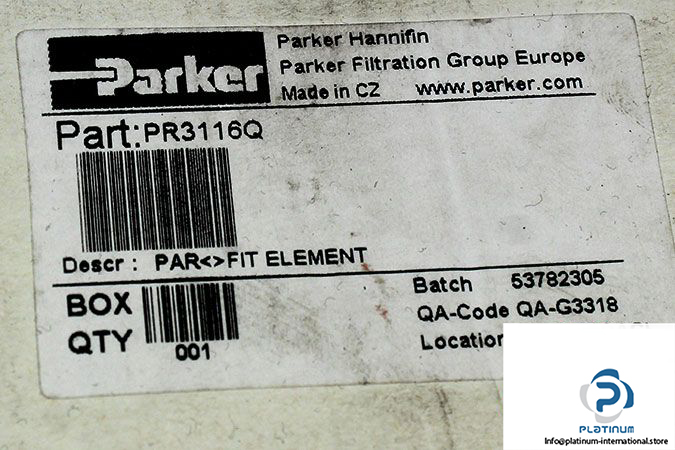 Parker
Parker Hannifin
Parker Filtration Group Europe
Made in CZ www.parker.com
Part: PR3116Q
Descr : PAR<>FIT ELEMENT
BOX
QTY
001
Batch 53782305
QA-Code QA-G3318
Location
PLATINUM
Info@platinum-international.store